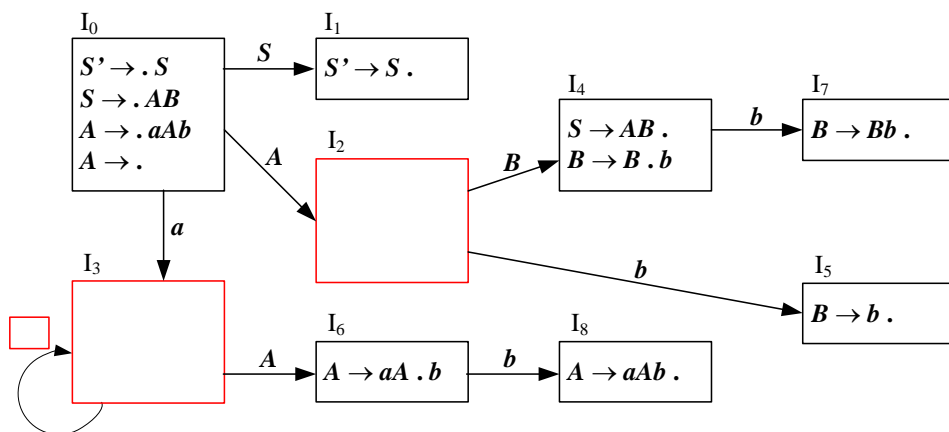 I₀
S' → . S
S → . AB
A → . aAb
A → .
S
I₁
S' → S .
A
I₂
B
I₄
S → AB .
B → B . b
b
I₇
B → Bb .
b
I₅
B → b .
a
I₃
A
I₆
A → aA . b
b
I₈
A → aAb .